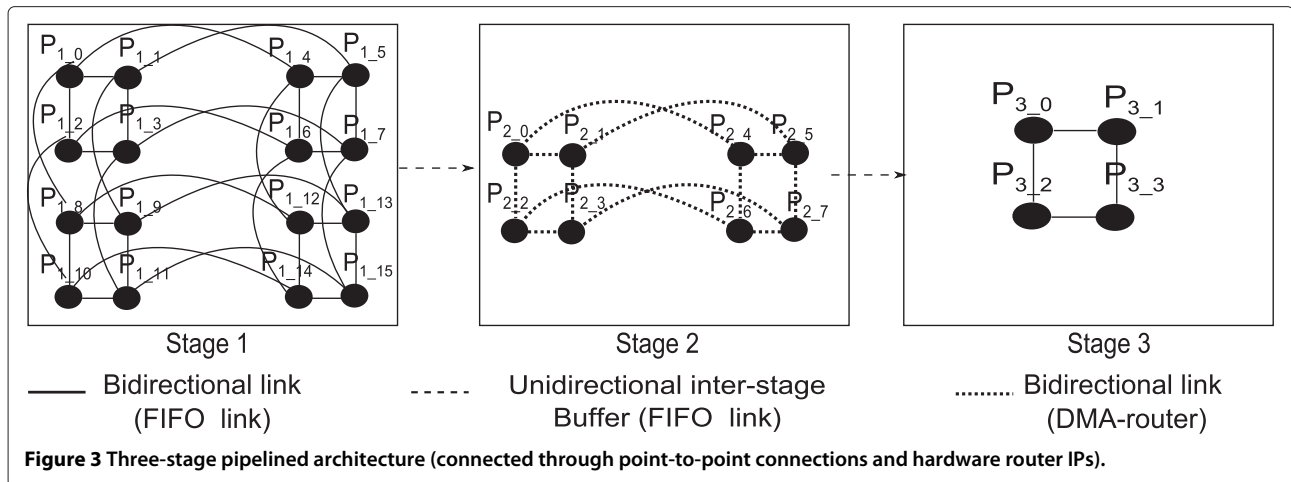 P1_0 P1_1 P1_4 P1_5
P1_2 P1_3 P1_6 P1_7
P1_8 P1_9 P1_12 P1_13
P1_10 P1_11 P1_14 P1_15
P2_0 P2_1 P2_4 P2_5
P2_2 P2_3 P2_6 P2_7
P3_0 P3_1
P3_2 P3_3
Stage 1 Stage 2 Stage 3
Bidirectional link
(FIFO link)
Unidirectional inter-stage
Buffer (FIFO link)
Bidirectional link
(DMA-router)
Figure 3 Three-stage pipelined architecture (connected through point-to-point connections and hardware router IPs).